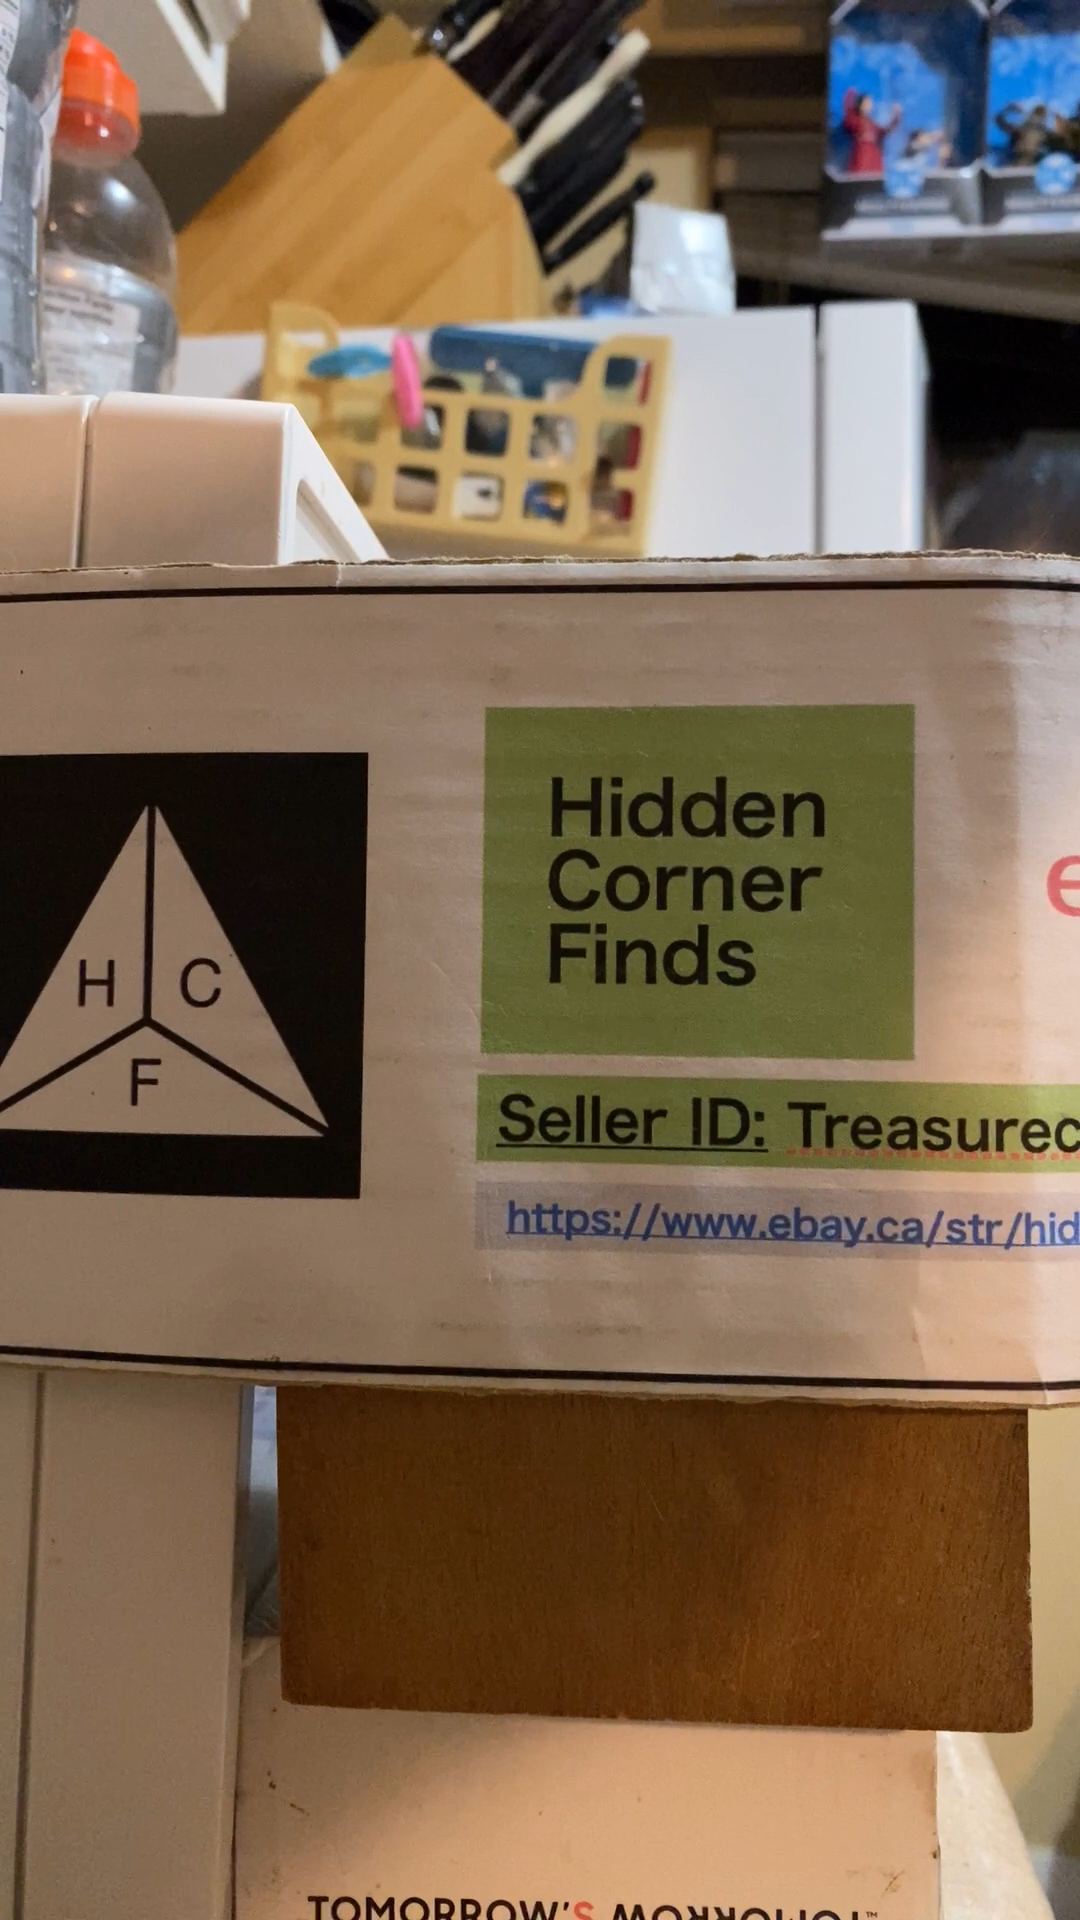 H C
F
Hidden
Corner
Finds
e
Seller ID: Treasurec
https://www.ebay.ca/str/hid
TOMORROW'S